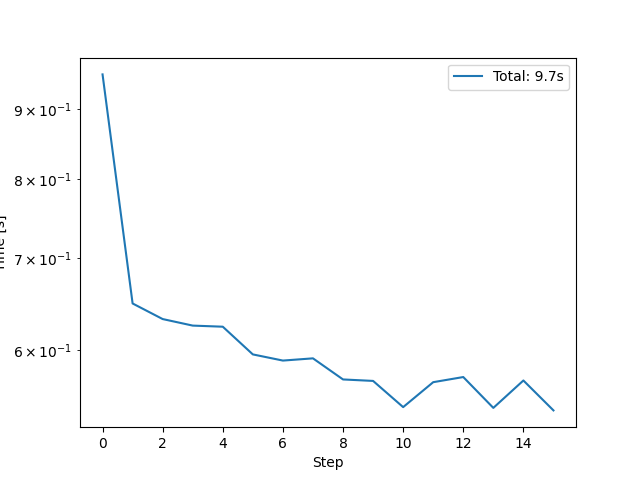 Total: 9.7s
9 × 10⁻¹
8 × 10⁻¹
7 × 10⁻¹
6 × 10⁻¹
Time [s]
0 2 4 6 8 10 12 14
Step